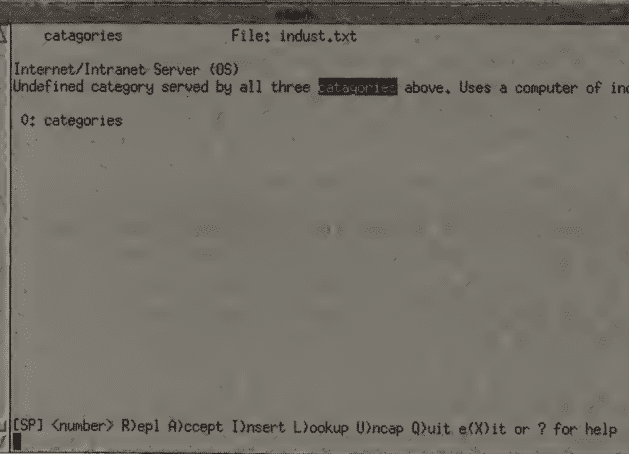 catagories File: indust.txt
Internet/Intranet Server (OS)
Undefined category served by all three catagories above. Uses a computer of
0: categories
[SP] <number> R)epl A)ccept I)nsert L)ookup U)ncap Q)uit e(X)it or ? for help